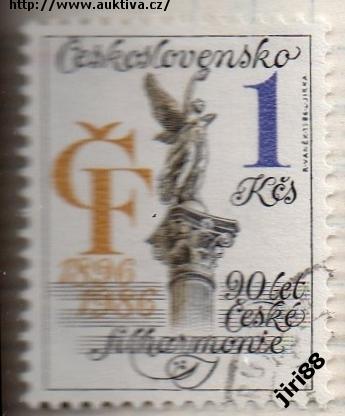 http://www.auktiva.cz/
Československo
1
Kčs
ČF
1896
1986
90 let
České
filharmonie
jiri88